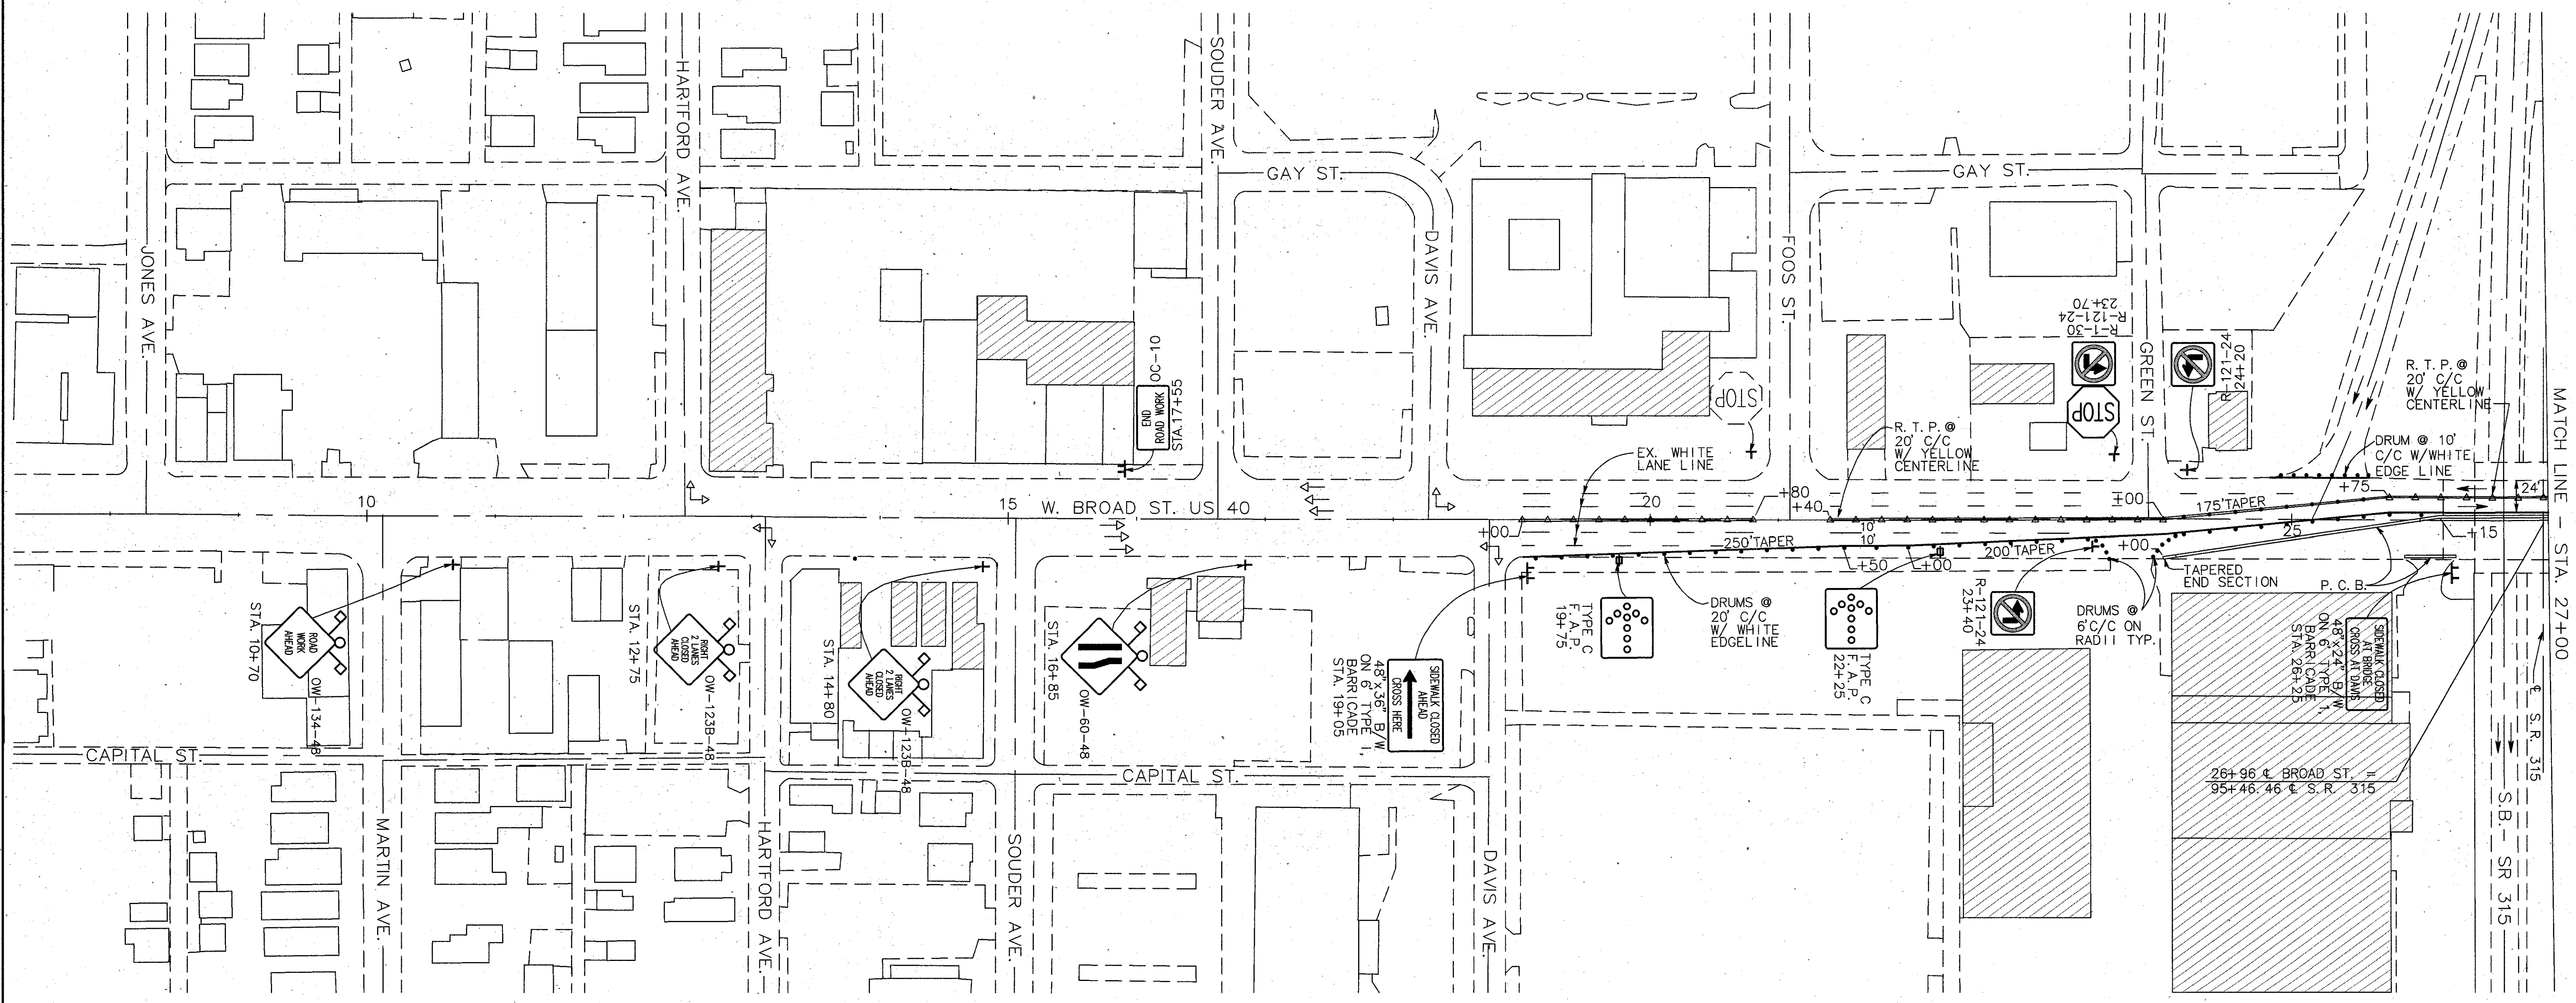 JONES AVE.
HARTFORD AVE.
SOUDER AVE.
GAY ST.
DAVIS AVE.
FOOS ST.
GAY ST.
GREEN ST.
R-1-30
R-121-24
23+70
STOP
STOP
R-121-24
24+20
R. T. P. @
20' C/C
W/ YELLOW
CENTERLINE
DRUM @ 10'
C/C W/WHITE
EDGE LINE
MATCH LINE - STA. 27+00
END
ROAD WORK
OC-10
STA.17+55
EX. WHITE
LANE LINE
R. T. P. @
20' C/C
W/ YELLOW
CENTERLINE
10
15
W. BROAD ST. US 40
20
+80
+40
+00
175' TAPER
+75
24'
25
+15
+00
250' TAPER
10'
10'
+50
+00
200' TAPER
+00
TAPERED
END SECTION
P. C. B.
ROAD
WORK
AHEAD
STA. 10+70
OW-134-48
RIGHT
2 LANES
CLOSED
AHEAD
STA. 12+75
OW-123B-48
RIGHT
2 LANES
CLOSED
AHEAD
STA. 14+80
OW-123B-48
STA. 16+85
OW-60-48
SIDEWALK CLOSED
AHEAD
CROSS HERE
48"x36" B/W
ON 6' TYPE 1,
BARRICADE
STA. 19+05
TYPE C
F. A. P.
19+75
DRUMS @
20' C/C
W/ WHITE
EDGELINE
TYPE C
F. A. P.
22+25
R-121-24
23+40
DRUMS @
6'C/C ON
RADII TYP.
SIDEWALK CLOSED
AT BRIDGE
CROSS AT DAVIS
48"x24" B/W
ON 6' TYPE 1,
BARRICADE
STA. 26+25
26+96 ℄ BROAD ST. =
95+46.46 ℄ S.R. 315
℄ S.R. 315
S.B. - SR 315
CAPITAL ST.
CAPITAL ST.
MARTIN AVE.
HARTFORD AVE.
SOUDER AVE.
DAVIS AVE.